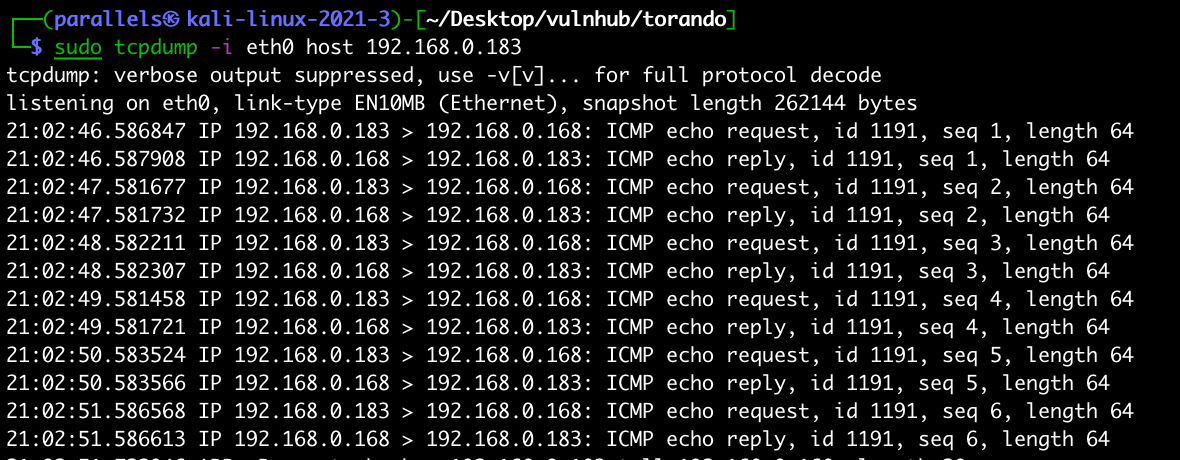 (parallels㉿kali-linux-2021-3)-[~/Desktop/vulnhub/torando]
$ sudo tcpdump -i eth0 host 192.168.0.183
tcpdump: verbose output suppressed, use -v[v]... for full protocol decode
listening on eth0, link-type EN10MB (Ethernet), snapshot length 262144 bytes
21:02:46.586847 IP 192.168.0.183 > 192.168.0.168: ICMP echo request, id 1191, seq 1, length 64
21:02:46.587908 IP 192.168.0.168 > 192.168.0.183: ICMP echo reply, id 1191, seq 1, length 64
21:02:47.581677 IP 192.168.0.183 > 192.168.0.168: ICMP echo request, id 1191, seq 2, length 64
21:02:47.581732 IP 192.168.0.168 > 192.168.0.183: ICMP echo reply, id 1191, seq 2, length 64
21:02:48.582211 IP 192.168.0.183 > 192.168.0.168: ICMP echo request, id 1191, seq 3, length 64
21:02:48.582307 IP 192.168.0.168 > 192.168.0.183: ICMP echo reply, id 1191, seq 3, length 64
21:02:49.581458 IP 192.168.0.183 > 192.168.0.168: ICMP echo request, id 1191, seq 4, length 64
21:02:49.581721 IP 192.168.0.168 > 192.168.0.183: ICMP echo reply, id 1191, seq 4, length 64
21:02:50.583524 IP 192.168.0.183 > 192.168.0.168: ICMP echo request, id 1191, seq 5, length 64
21:02:50.583566 IP 192.168.0.168 > 192.168.0.183: ICMP echo reply, id 1191, seq 5, length 64
21:02:51.586568 IP 192.168.0.183 > 192.168.0.168: ICMP echo request, id 1191, seq 6, length 64
21:02:51.586613 IP 192.168.0.168 > 192.168.0.183: ICMP echo reply, id 1191, seq 6, length 64